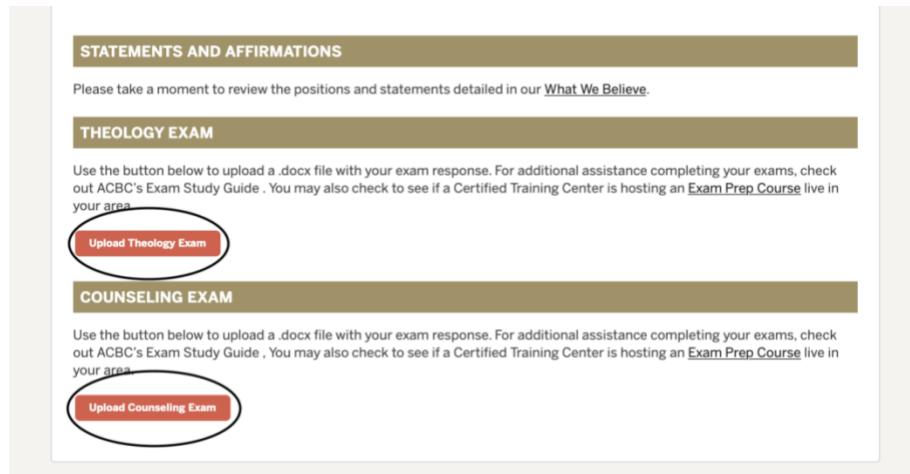 STATEMENTS AND AFFIRMATIONS
Please take a moment to review the positions and statements detailed in our What We Believe.
THEOLOGY EXAM
Use the button below to upload a .docx file with your exam response. For additional assistance completing your exams, check
out ACBC's Exam Study Guide . You may also check to see if a Certified Training Center is hosting an Exam Prep Course live in
your area.
Upload Theology Exam
COUNSELING EXAM
Use the button below to upload a .docx file with your exam response. For additional assistance completing your exams, check
out ACBC's Exam Study Guide , You may also check to see if a Certified Training Center is hosting an Exam Prep Course live in
your area.
Upload Counseling Exam